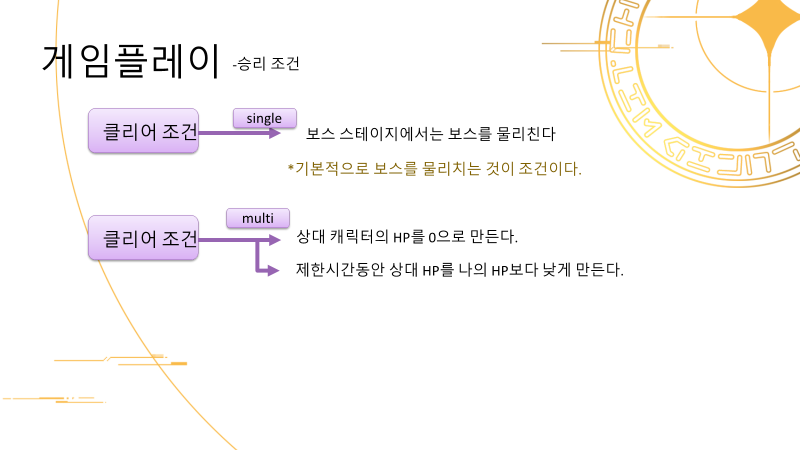 게임플레이 -승리 조건
single
클리어 조건
보스 스테이지에서는 보스를 물리친다
*기본적으로 보스를 물리치는 것이 조건이다.
multi
클리어 조건
상대 캐릭터의 HP를 0으로 만든다.
제한시간동안 상대 HP를 나의 HP보다 낮게 만든다.